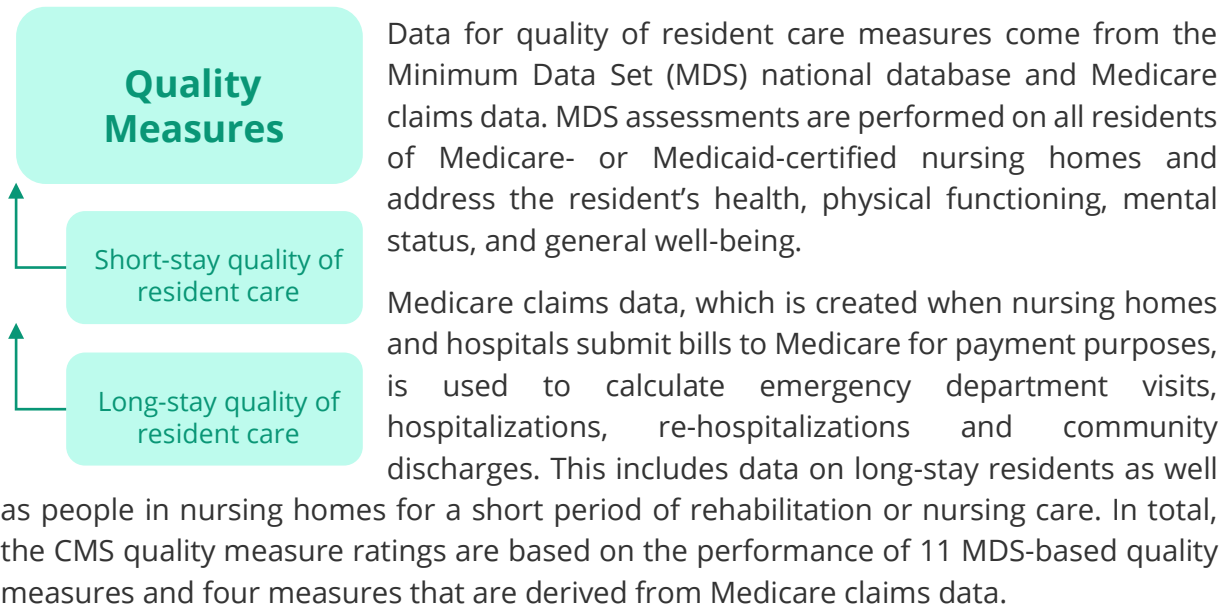 Quality
Measures
Short-stay quality of
resident care
Long-stay quality of
resident care
Data for quality of resident care measures come from the
Minimum Data Set (MDS) national database and Medicare
claims data. MDS assessments are performed on all residents
of Medicare- or Medicaid-certified nursing homes and
address the resident’s health, physical functioning, mental
status, and general well-being.
Medicare claims data, which is created when nursing homes
and hospitals submit bills to Medicare for payment purposes,
is used to calculate emergency department visits,
hospitalizations, re-hospitalizations and community
discharges. This includes data on long-stay residents as well
as people in nursing homes for a short period of rehabilitation or nursing care. In total,
the CMS quality measure ratings are based on the performance of 11 MDS-based quality
measures and four measures that are derived from Medicare claims data.